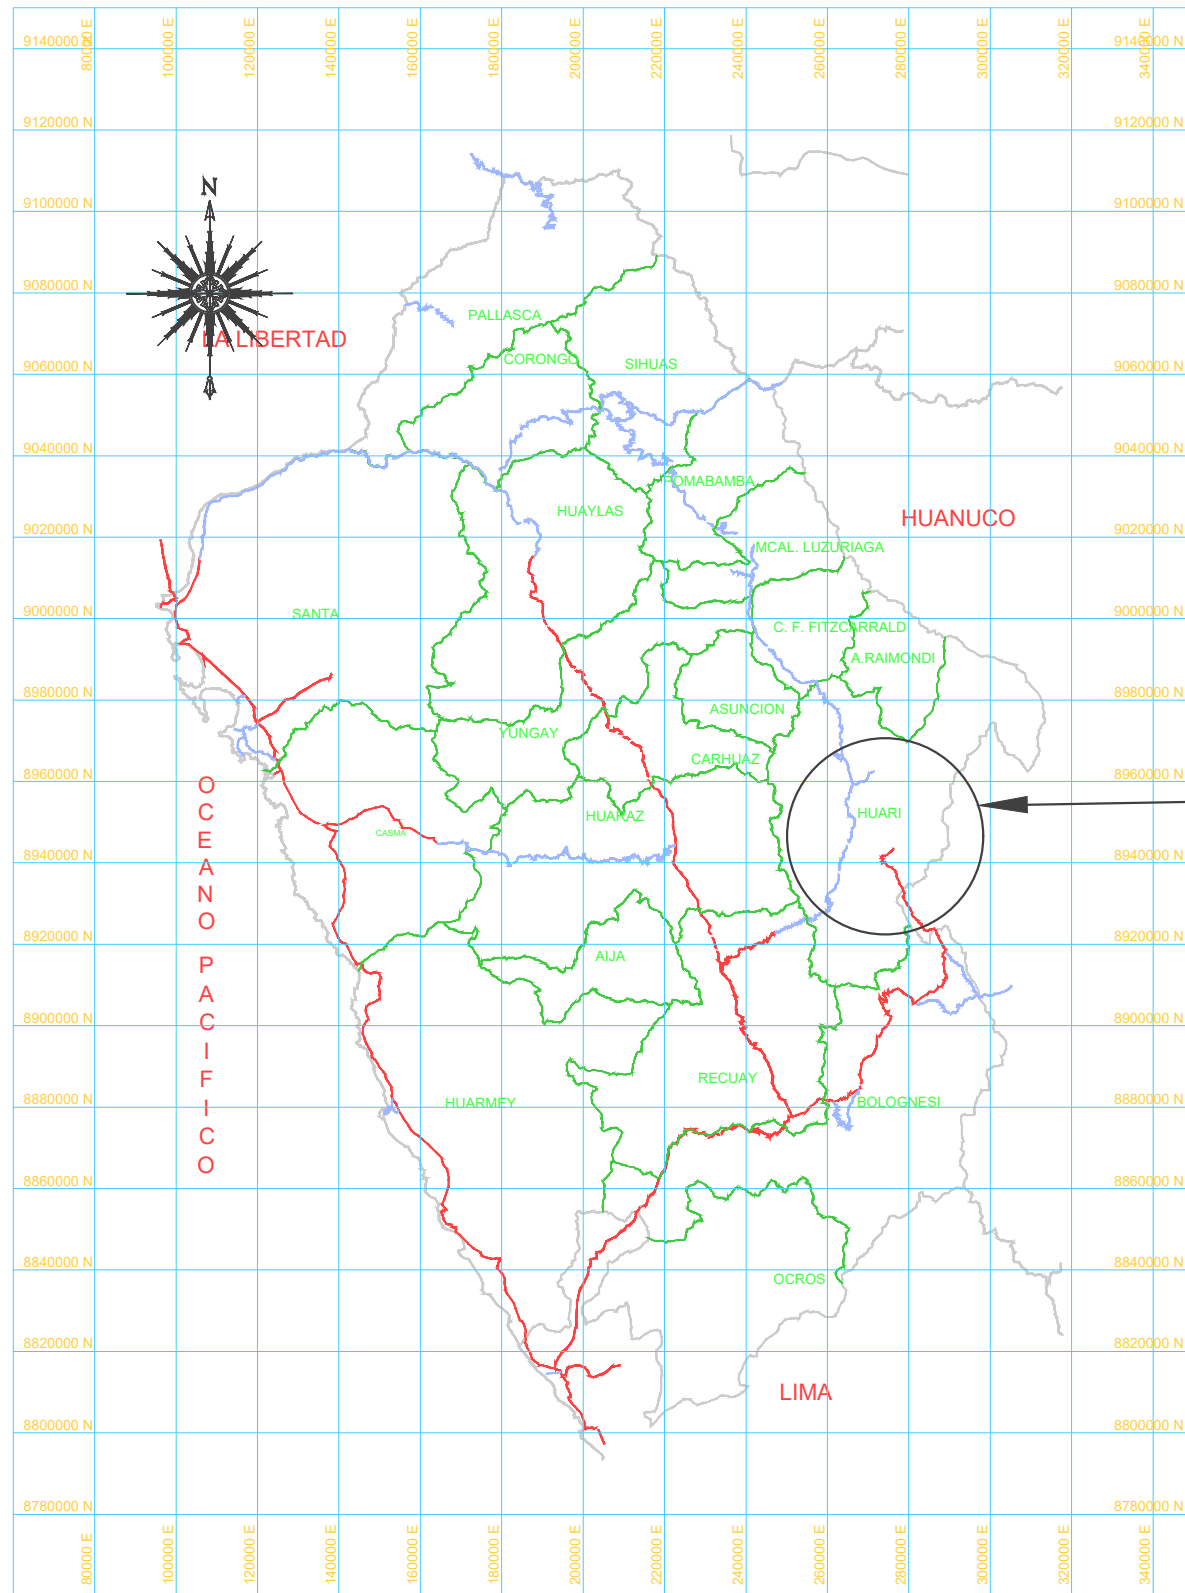 80000 E
100000 E
120000 E
140000 E
160000 E
180000 E
200000 E
220000 E
240000 E
260000 E
280000 E
300000 E
320000 E
340000 E
9140000 N
9140000 N
9120000 N
9120000 N
9100000 N
9100000 N
9080000 N
9080000 N
9060000 N
9060000 N
9040000 N
9040000 N
9020000 N
9020000 N
9000000 N
9000000 N
8980000 N
8980000 N
8960000 N
8960000 N
8940000 N
8940000 N
8920000 N
8920000 N
8900000 N
8900000 N
8880000 N
8880000 N
8860000 N
8860000 N
8840000 N
8840000 N
8820000 N
8820000 N
8800000 N
8800000 N
8780000 N
8780000 N
N
LA LIBERTAD
PALLASCA
CORONGO
SIHUAS
POMABAMBA
HUAYLAS
HUANUCO
MCAL. LUZURIAGA
SANTA
C. F. FITZCARRALD
A.RAIMONDI
ASUNCION
YUNGAY
CARHUAZ
HUARAZ
HUARI
CASMA
OCEANO PACIFICO
AIJA
RECUAY
HUARMEY
BOLOGNESI
OCROS
LIMA
80000 E
100000 E
120000 E
140000 E
160000 E
180000 E
200000 E
220000 E
240000 E
260000 E
280000 E
300000 E
320000 E
340000 E